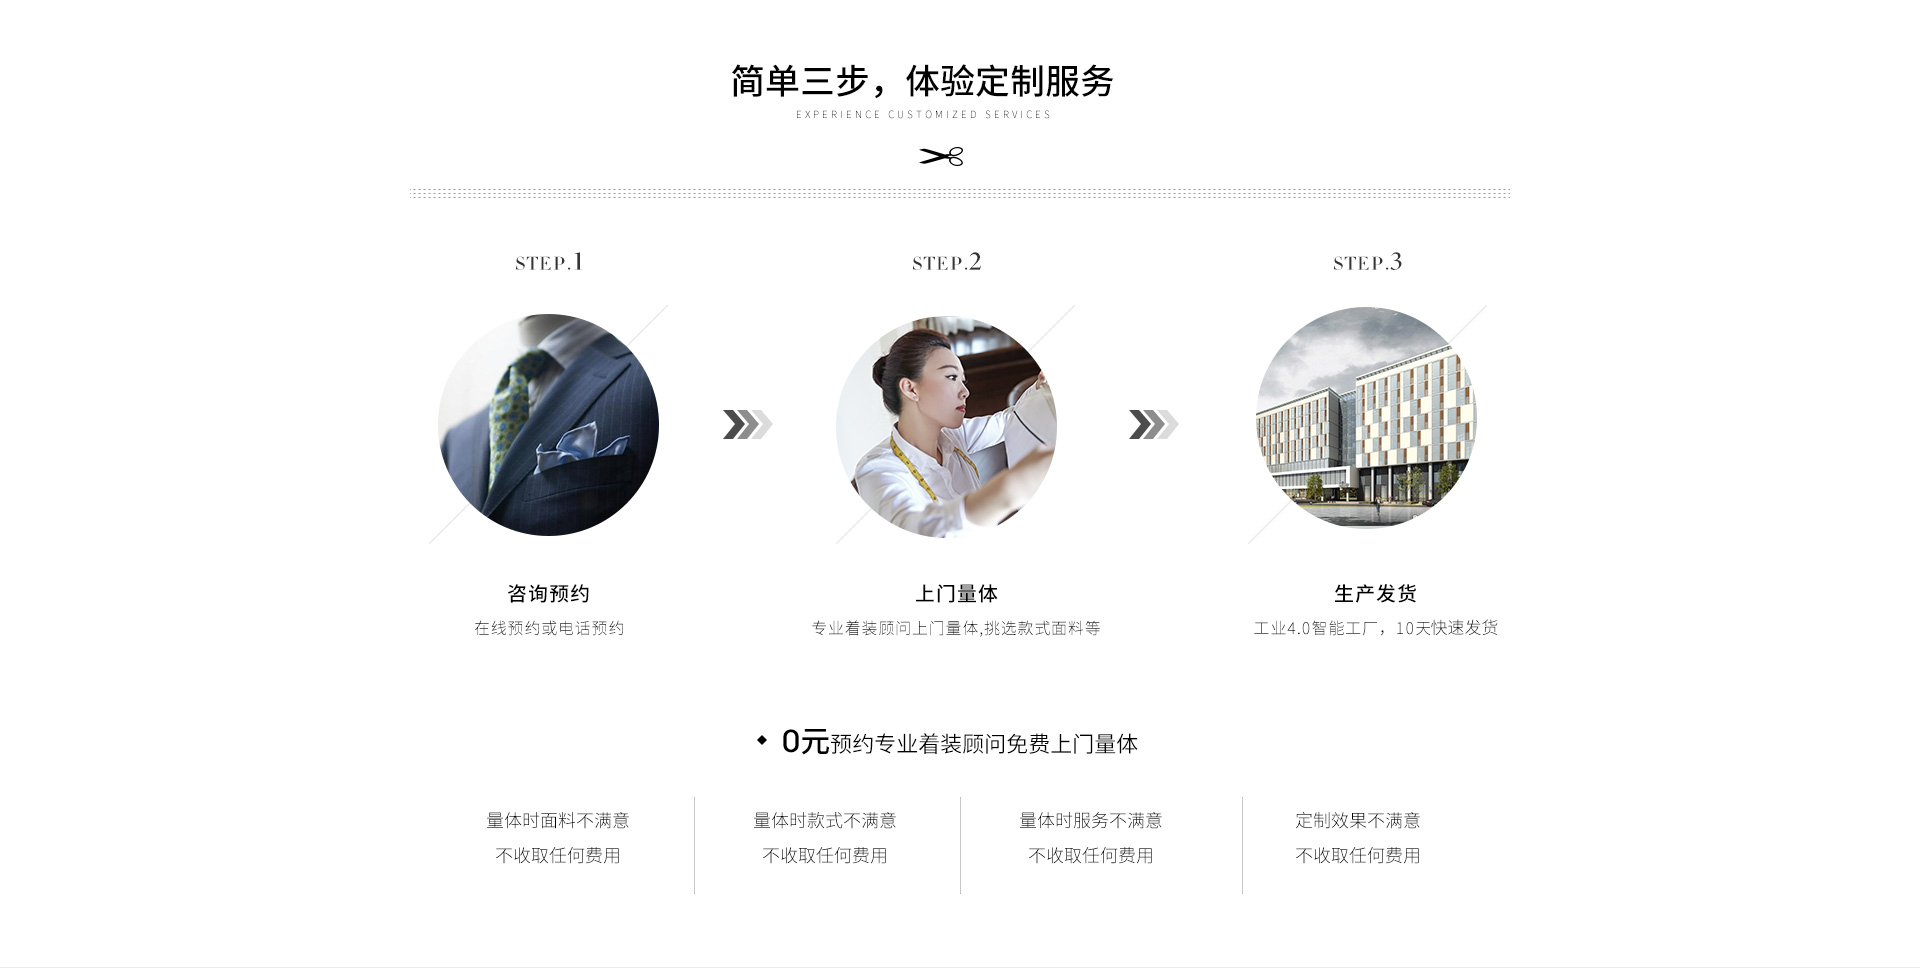 简单三步，体验定制服务
EXPERIENCE CUSTOMIZED SERVICES
STEP.1
STEP.2
STEP.3
咨询预约
上门量体
生产发货
在线预约或电话预约
专业着装顾问上门量体,挑选款式面料等
工业4.0智能工厂，10天快速发货
0元预约专业着装顾问免费上门量体
量体时面料不满意
不收取任何费用
量体时款式不满意
不收取任何费用
量体时服务不满意
不收取任何费用
定制效果不满意
不收取任何费用